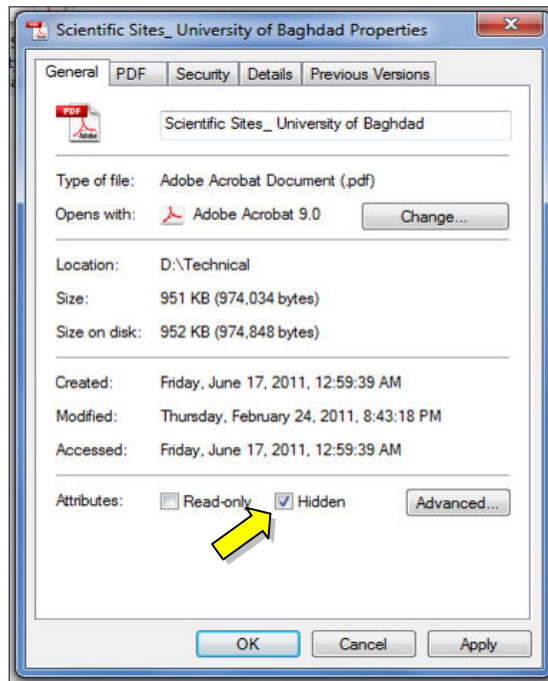 Scientific Sites_ University of Baghdad Properties
General PDF Security Details Previous Versions
PDF
Adobe
Scientific Sites_ University of Baghdad
Type of file: Adobe Acrobat Document (.pdf)
Opens with: Adobe Acrobat 9.0 Change...
Location: D:\Technical
Size: 951 KB (974,034 bytes)
Size on disk: 952 KB (974,848 bytes)
Created: Friday, June 17, 2011, 12:59:39 AM
Modified: Thursday, February 24, 2011, 8:43:18 PM
Accessed: Friday, June 17, 2011, 12:59:39 AM
Attributes: Read-only Hidden Advanced...
OK Cancel Apply